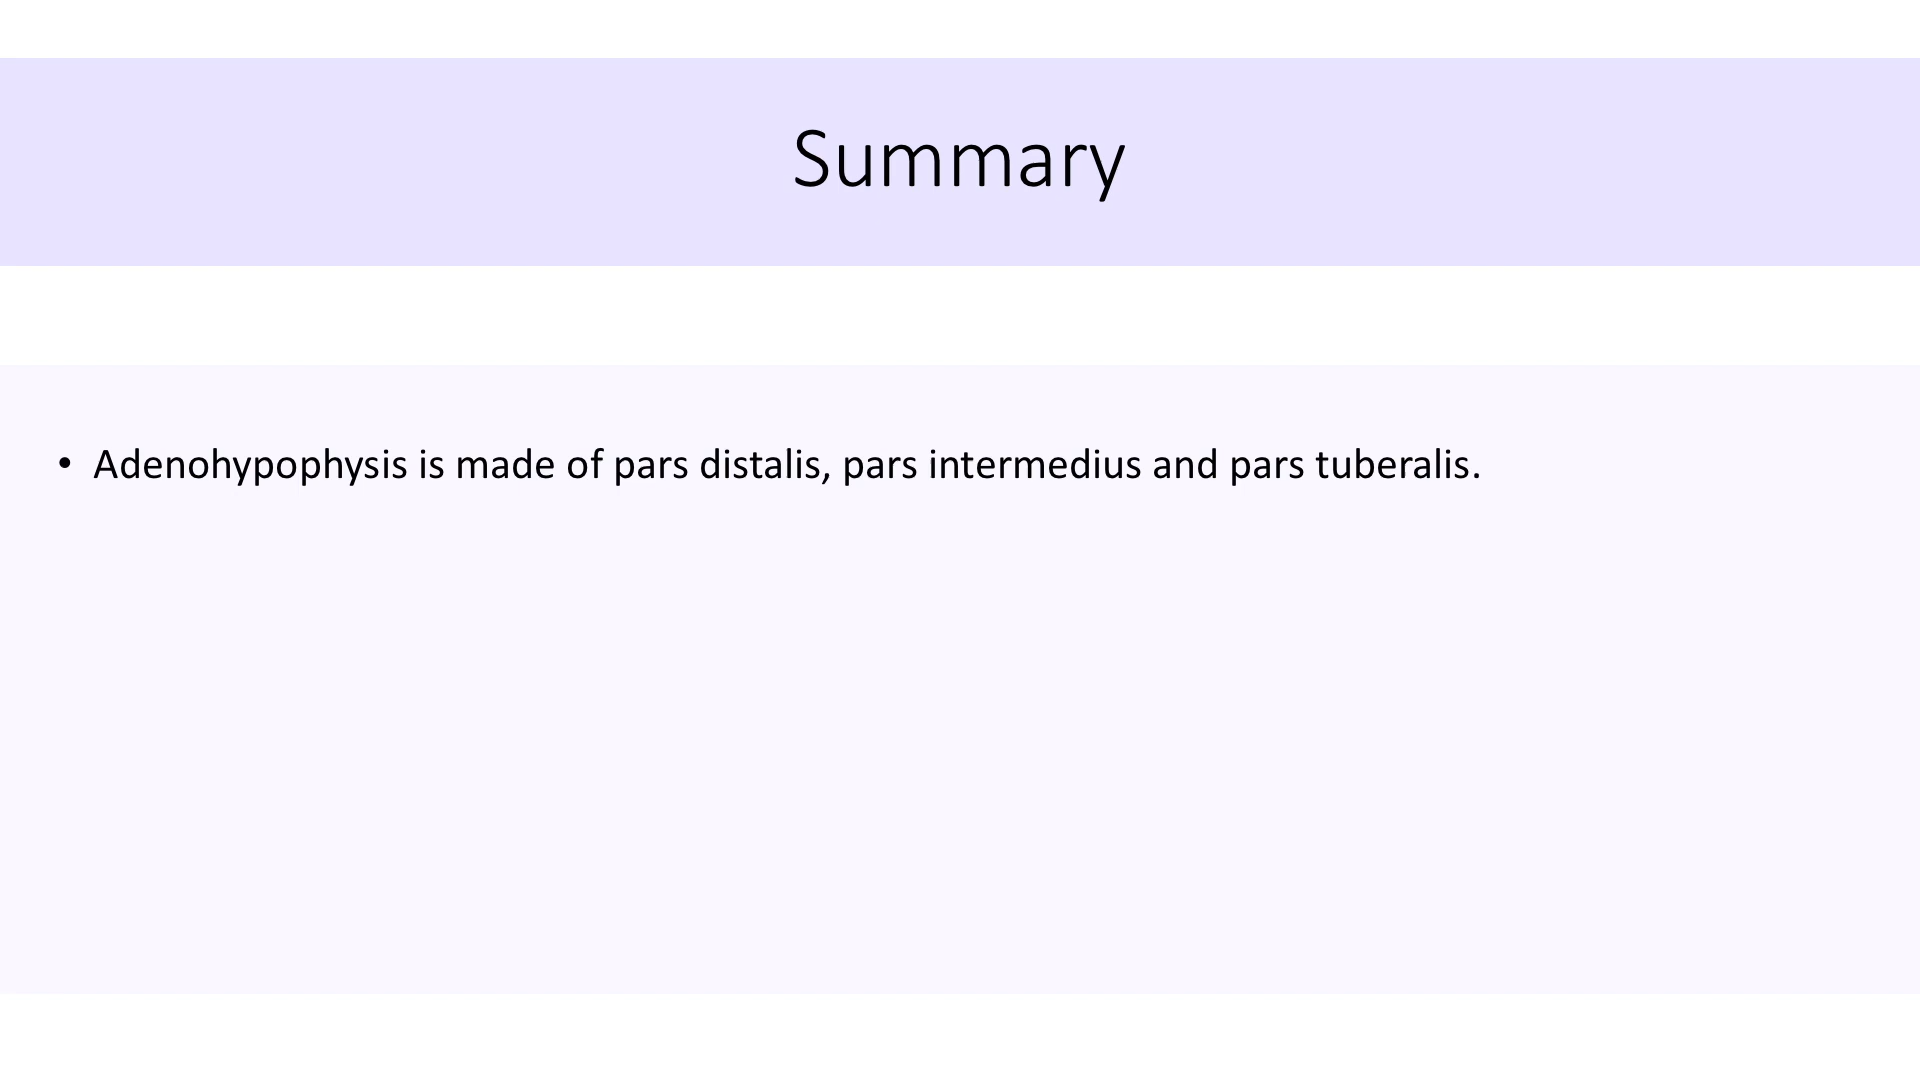 Summary
• Adenohypophysis is made of pars distalis, pars intermedius and pars tuberalis.